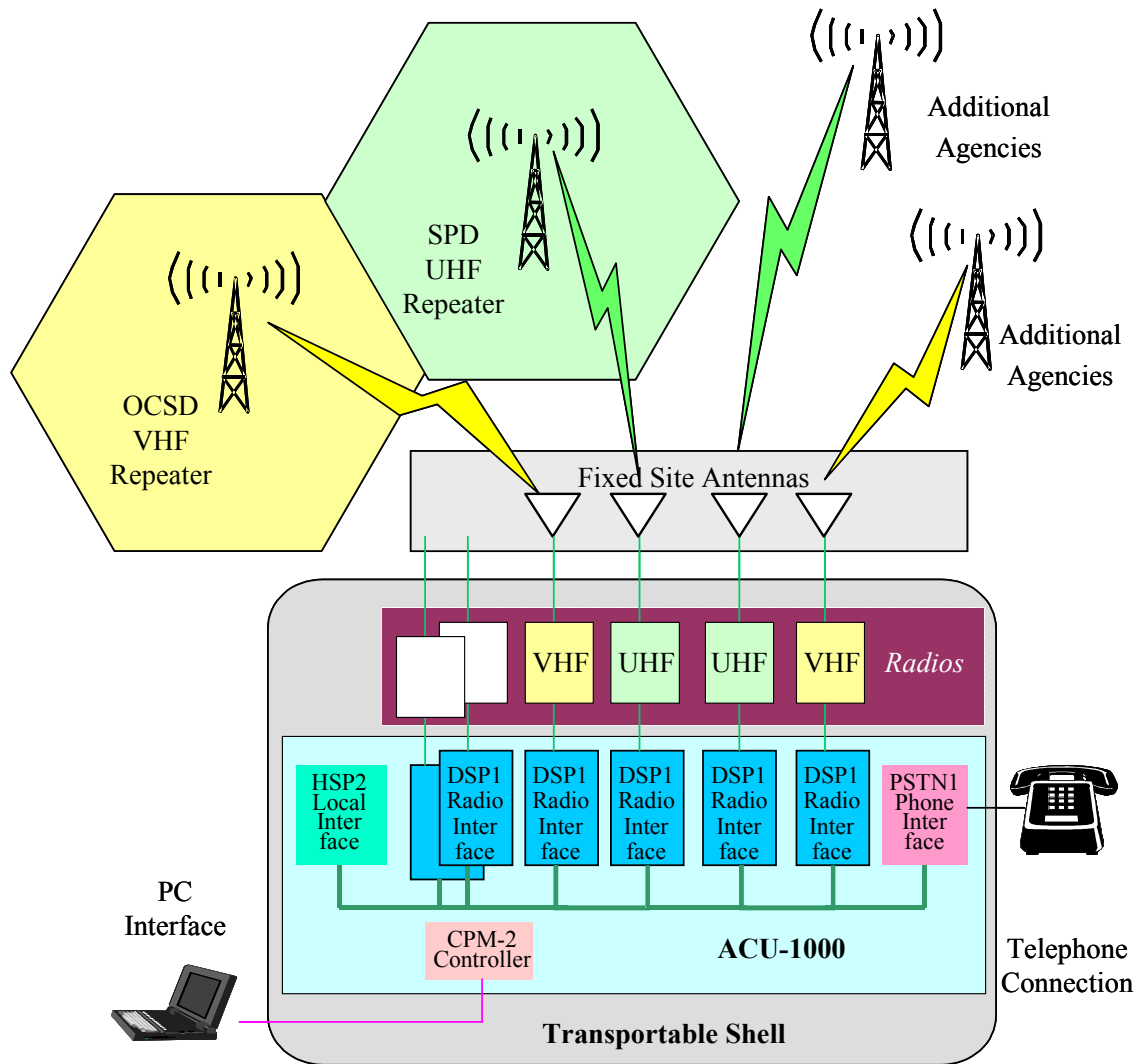 Additional
Agencies
SPD
UHF
Repeater
Additional
Agencies
OCSD
VHF
Repeater
Fixed Site Antennas
VHF
UHF
UHF
VHF
Radios
HSP2
Local
Inter
face
DSP1
Radio
Inter
face
DSP1
Radio
Inter
face
DSP1
Radio
Inter
face
DSP1
Radio
Inter
face
DSP1
Radio
Inter
face
PSTN1
Phone
Inter
face
PC
Interface
CPM-2
Controller
ACU-1000
Telephone
Connection
Transportable Shell